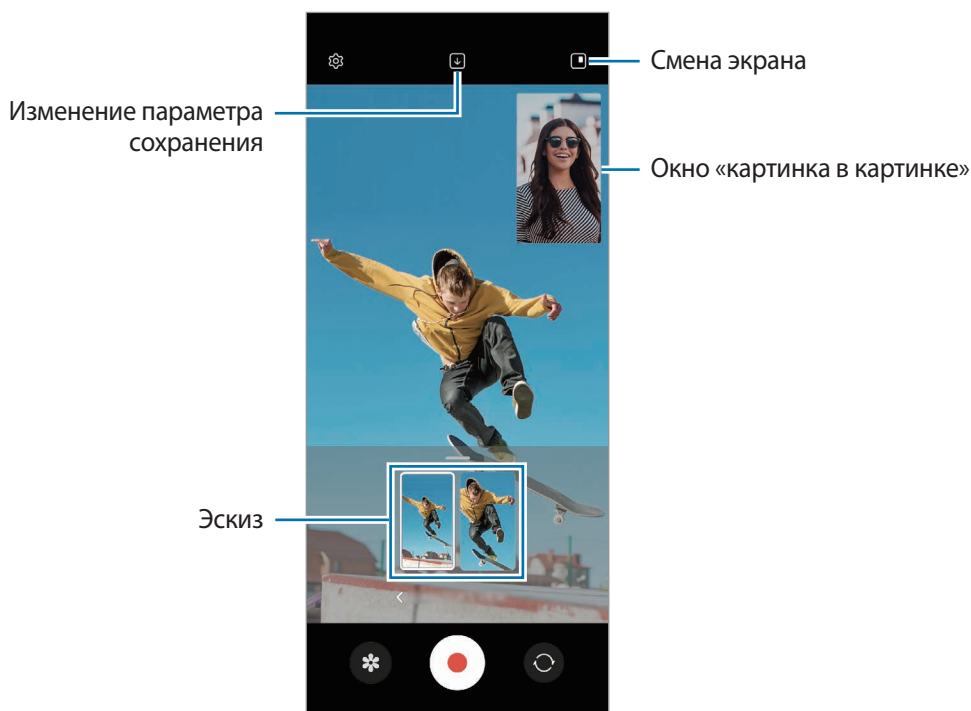 Смена экрана
Изменение параметра
сохранения
Окно «картинка в картинке»
Эскиз